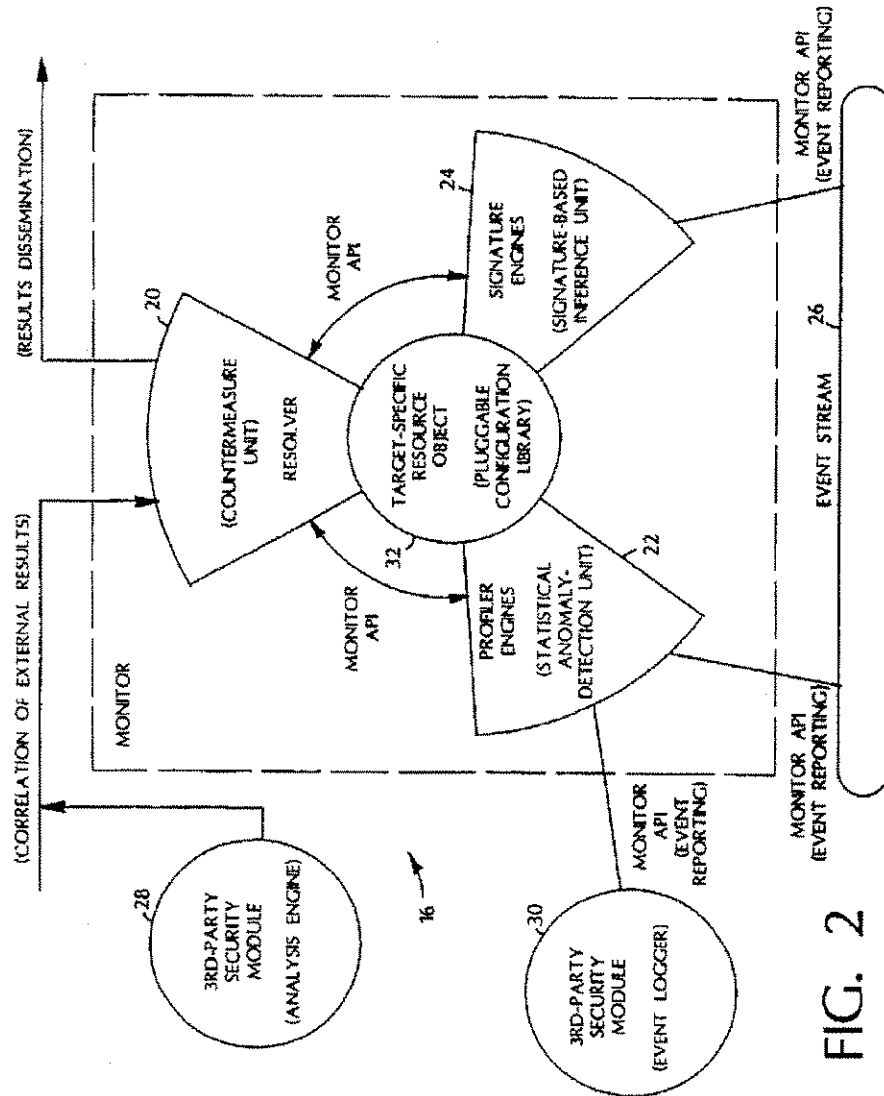 (CORRELATION OF EXTERNAL RESULTS)
(RESULTS DISSEMINATION)
MONITOR
20
(COUNTERMEASURE
UNIT)
RESOLVER
28
3RD-PARTY
SECURITY
MODULE
(ANALYSIS ENGINE)
16
MONITOR
API
MONITOR
API
32
TARGET-SPECIFIC
RESOURCE
OBJECT
(PLUGGABLE
CONFIGURATION
LIBRARY)
24
SIGNATURE
ENGINES
(SIGNATURE-BASED
INFERENCE UNIT)
PROFILER
ENGINES
(STATISTICAL
ANOMALY-
DETECTION UNIT)
22
30
3RD-PARTY
SECURITY
MODULE
(EVENT LOGGER)
MONITOR
API
(EVENT
REPORTING)
MONITOR API
(EVENT REPORTING)
MONITOR API
(EVENT REPORTING)
EVENT STREAM
26
FIG. 2